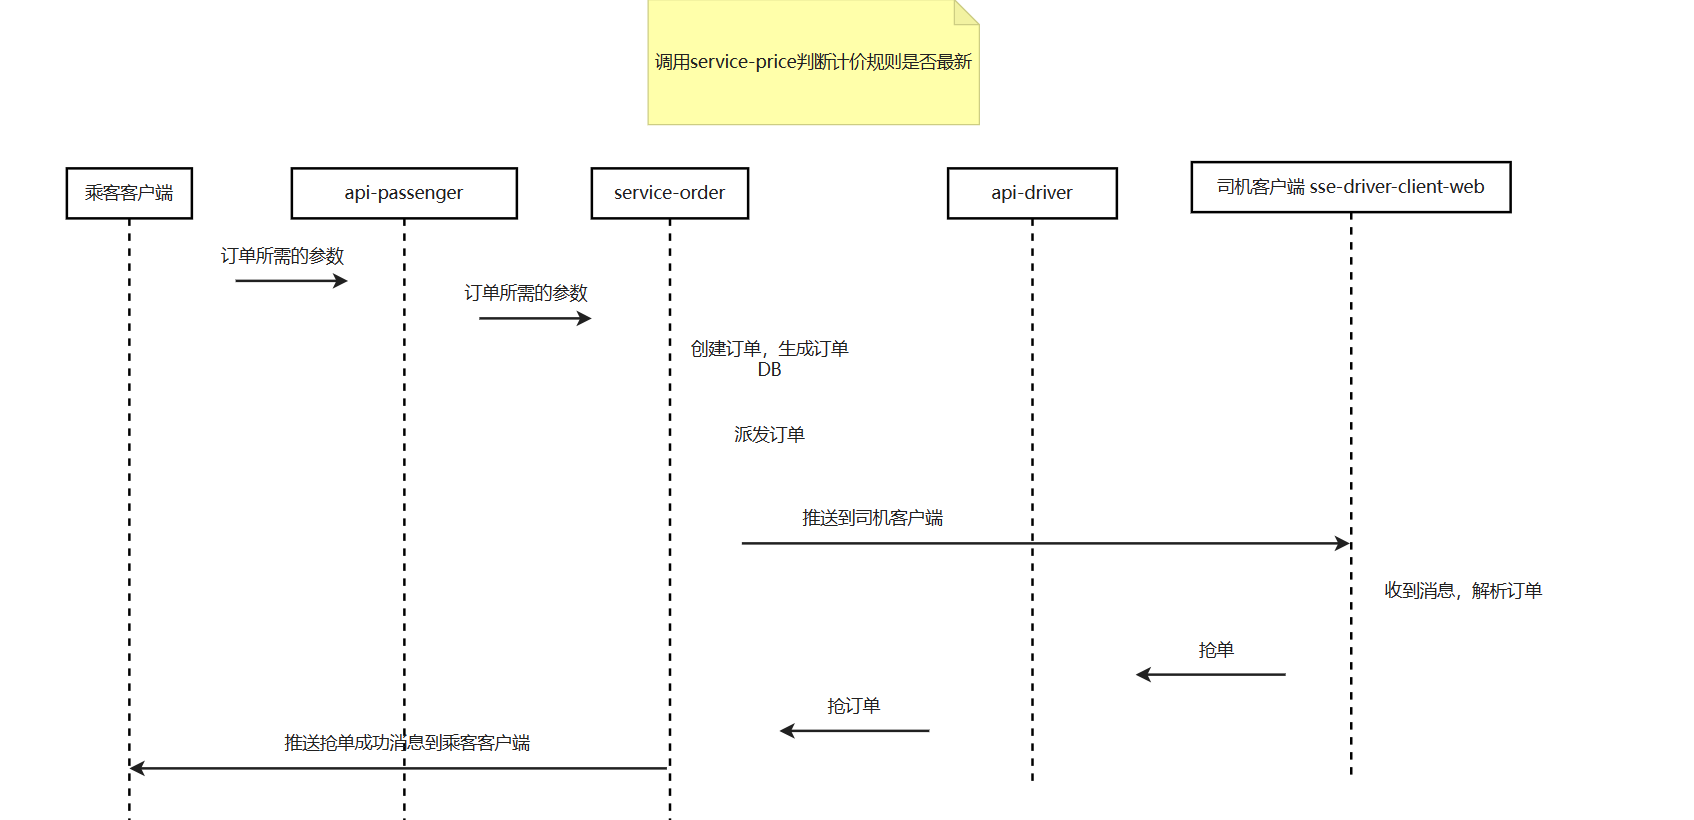 调用service-price判断计价规则是否最新
乘客客户端
api-passenger
service-order
api-driver
司机客户端 sse-driver-client-web
订单所需的参数
订单所需的参数
创建订单，生成订单
DB
派发订单
推送到司机客户端
收到消息，解析订单
抢单
抢订单
推送抢单成功消息到乘客客户端